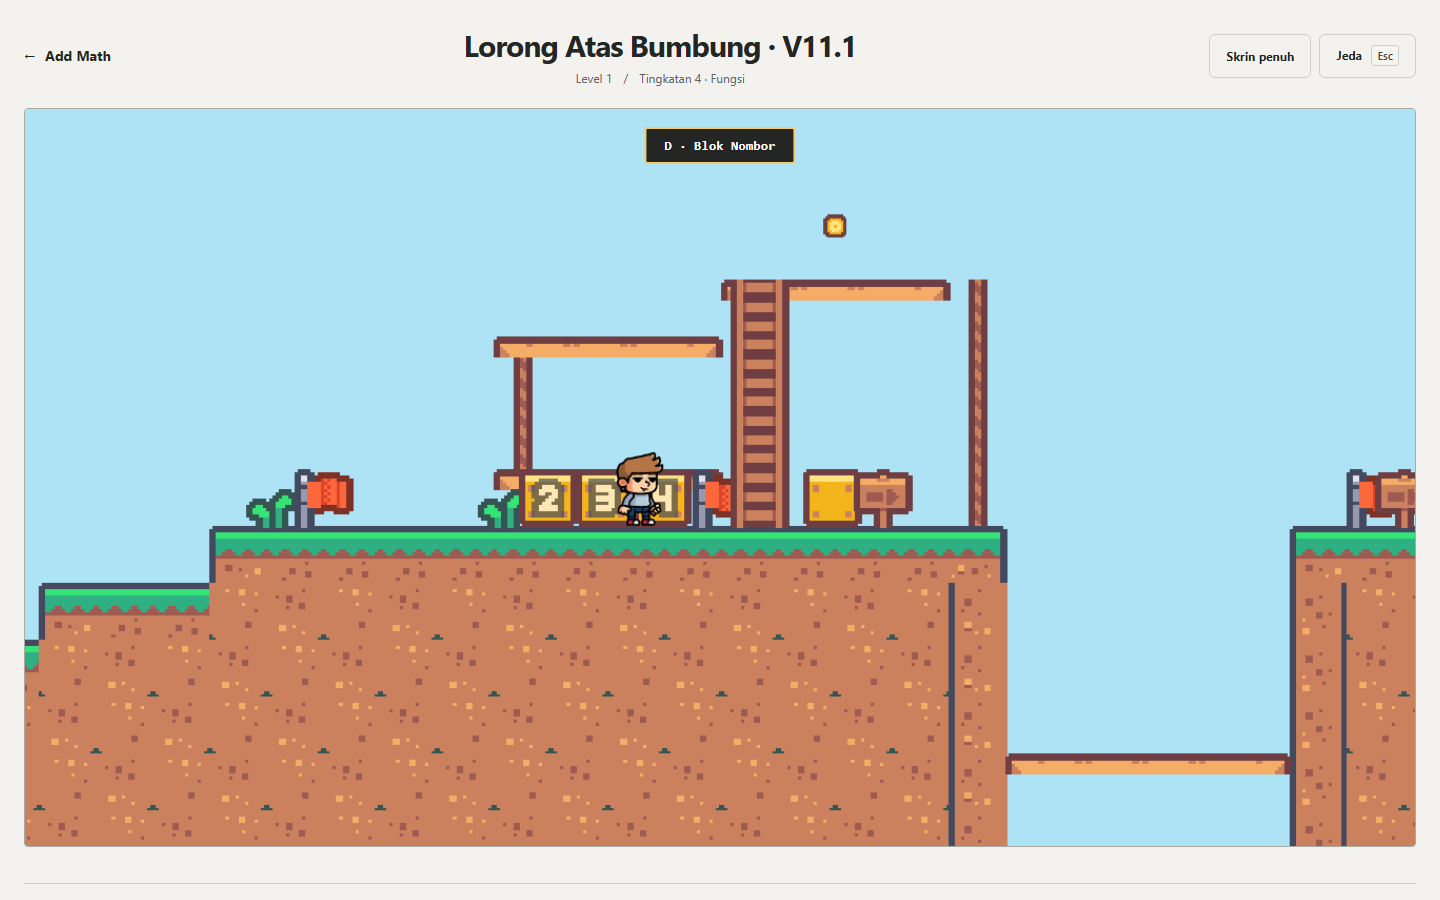 ← Add Math
Lorong Atas Bumbung · V11.1
Level 1 / Tingkatan 4 · Fungsi
Skrin penuh
Jeda Esc
D · Blok Nombor
2 3 4